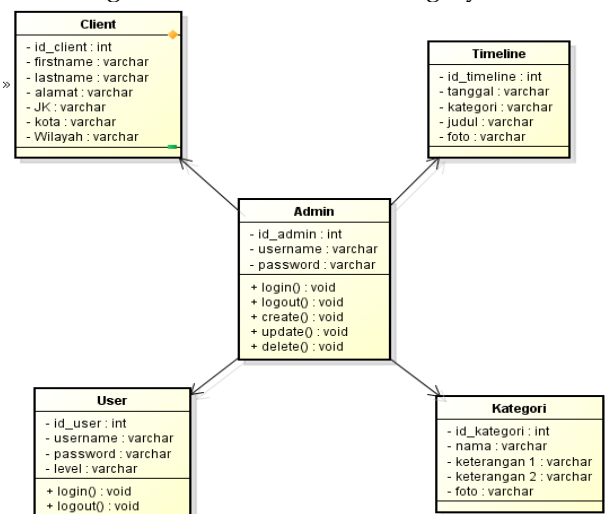 Client
- id_client : int
- firstname : varchar
- lastname : varchar
- alamat : varchar
- JK : varchar
- kota : varchar
- Wilayah : varchar
»
Timeline
- id_timeline : int
- tanggal : varchar
- kategori : varchar
- judul : varchar
- foto : varchar
Admin
- id_admin : int
- username : varchar
- password : varchar
+ login() : void
+ logout() : void
+ create() : void
+ update() : void
+ delete() : void
User
- id_user : int
- username : varchar
- password : varchar
- level : varchar
+ login() : void
+ logout() : void
Kategori
- id_kategori : int
- nama : varchar
- keterangan 1 : varchar
- keterangan 2 : varchar
- foto : varchar